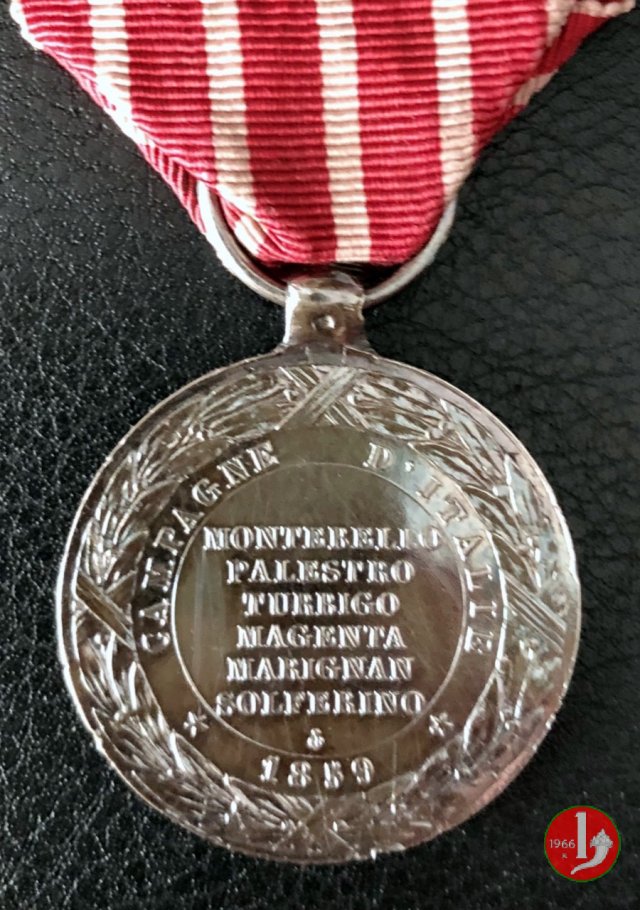 CAMPAGNE D'ITALIE
MONTEBELLO
PALESTRO
TURBIGO
MAGENTA
MARIGNAN
SOLFERINO
1859
1966